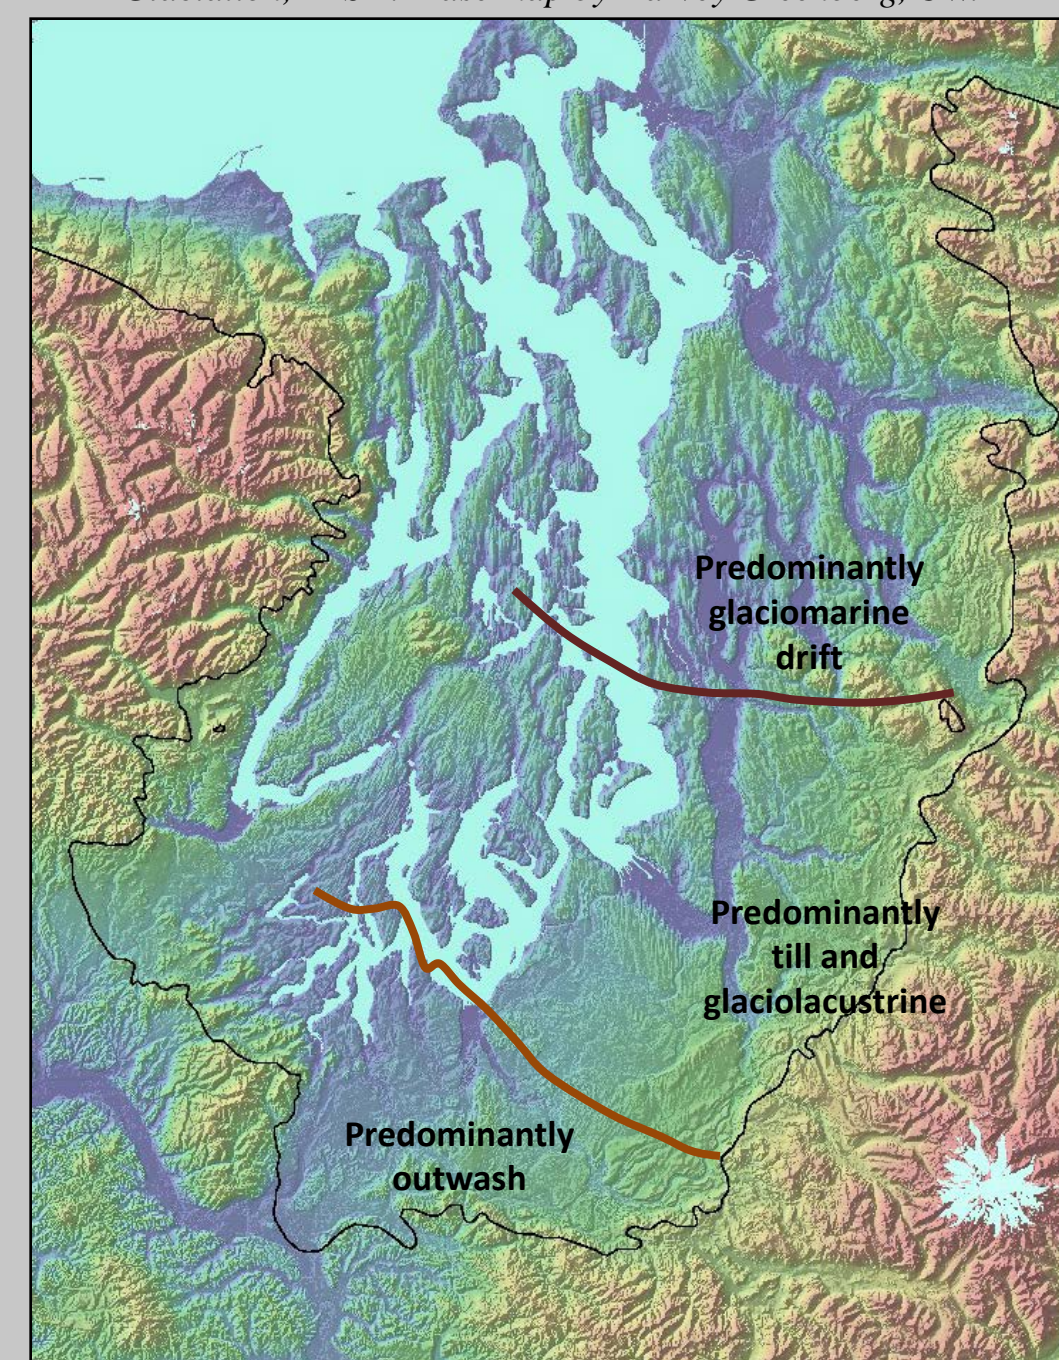 Predominantly
glaciomarine
drift
Predominantly
till and
glaciolacustrine
Predominantly
outwash